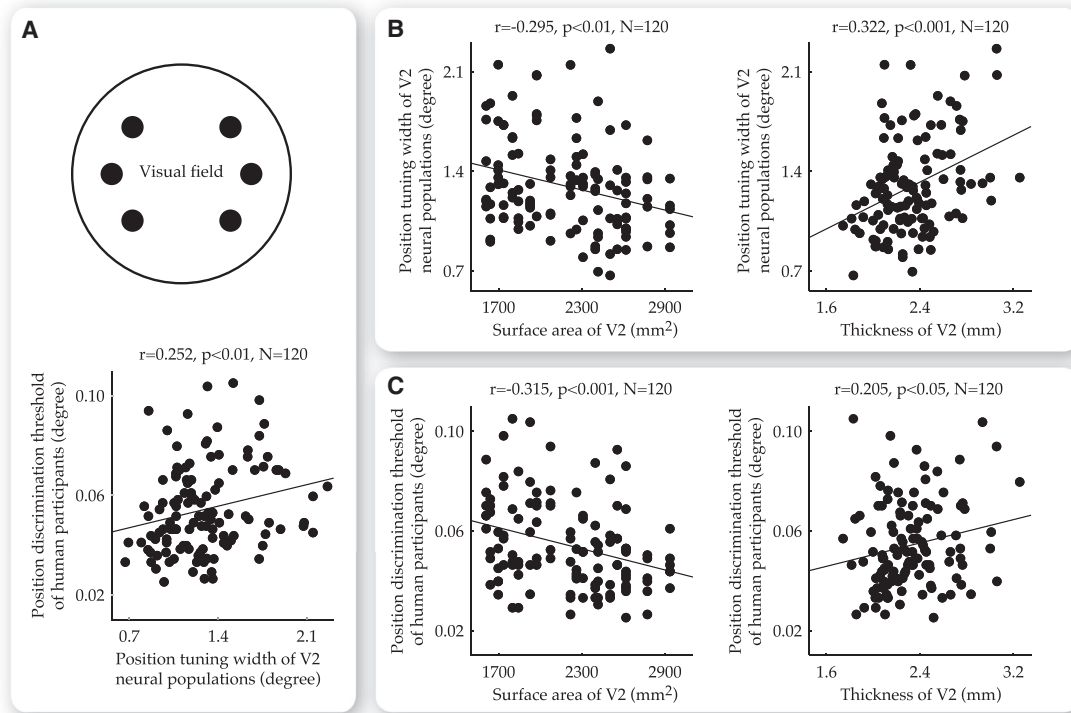 A
Visual field
r=0.252, p<0.01, N=120
Position discrimination threshold
of human participants (degree)
0.10
0.06
0.02
0.7 1.4 2.1
Position tuning width of V2
neural populations (degree)
B
r=-0.295, p<0.01, N=120
Position tuning width of V2
neural populations (degree)
2.1
1.4
0.7
1700 2300 2900
Surface area of V2 (mm²)
r=0.322, p<0.001, N=120
Position tuning width of V2
neural populations (degree)
2.1
1.4
0.7
1.6 2.4 3.2
Thickness of V2 (mm)
C
r=-0.315, p<0.001, N=120
Position discrimination threshold
of human participants (degree)
0.10
0.06
0.02
1700 2300 2900
Surface area of V2 (mm²)
r=0.205, p<0.05, N=120
Position discrimination threshold
of human participants (degree)
0.10
0.06
0.02
1.6 2.4 3.2
Thickness of V2 (mm)